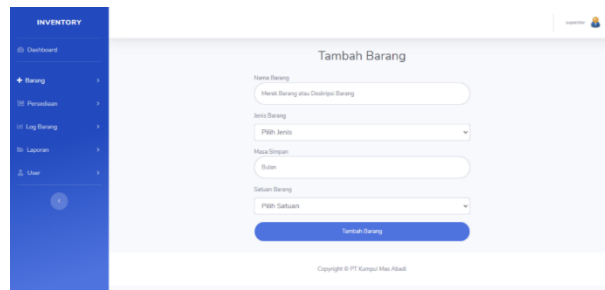 INVENTORY
supervisor
Dashboard
Barang
Persediaan
Log Barang
Laporan
User
Tambah Barang
Nama Barang
Merek Barang atau Deskripsi Barang
Jenis Barang
Pilih Jenis
Masa Simpan
Bulan
Satuan Barang
Pilih Satuan
Tambah Barang
Copyright © PT Kumpul Mas Abadi